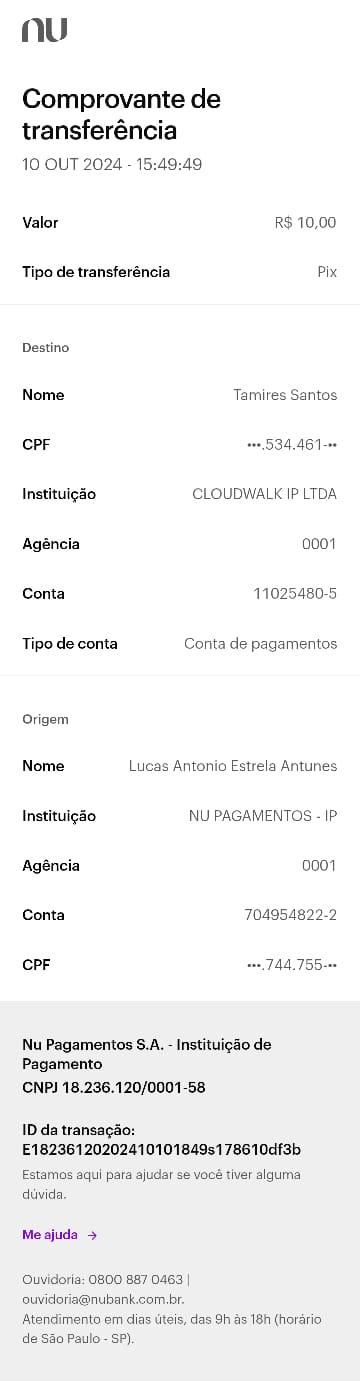 nu
Comprovante de
transferência
10 OUT 2024 - 15:49:49
Valor R$ 10,00
Tipo de transferência Pix
Destino
Nome Tamires Santos
CPF •••.534.461-••
Instituição CLOUDWALK IP LTDA
Agência 0001
Conta 11025480-5
Tipo de conta Conta de pagamentos
Origem
Nome Lucas Antonio Estrela Antunes
Instituição NU PAGAMENTOS - IP
Agência 0001
Conta 704954822-2
CPF •••.744.755-••
Nu Pagamentos S.A. - Instituição de
Pagamento
CNPJ 18.236.120/0001-58
ID da transação:
E18236120202410101849s178610df3b
Estamos aqui para ajudar se você tiver alguma
dúvida.
Me ajuda →
Ouvidoria: 0800 887 0463 |
ouvidoria@nubank.com.br.
Atendimento em dias úteis, das 9h às 18h (horário
de São Paulo - SP).